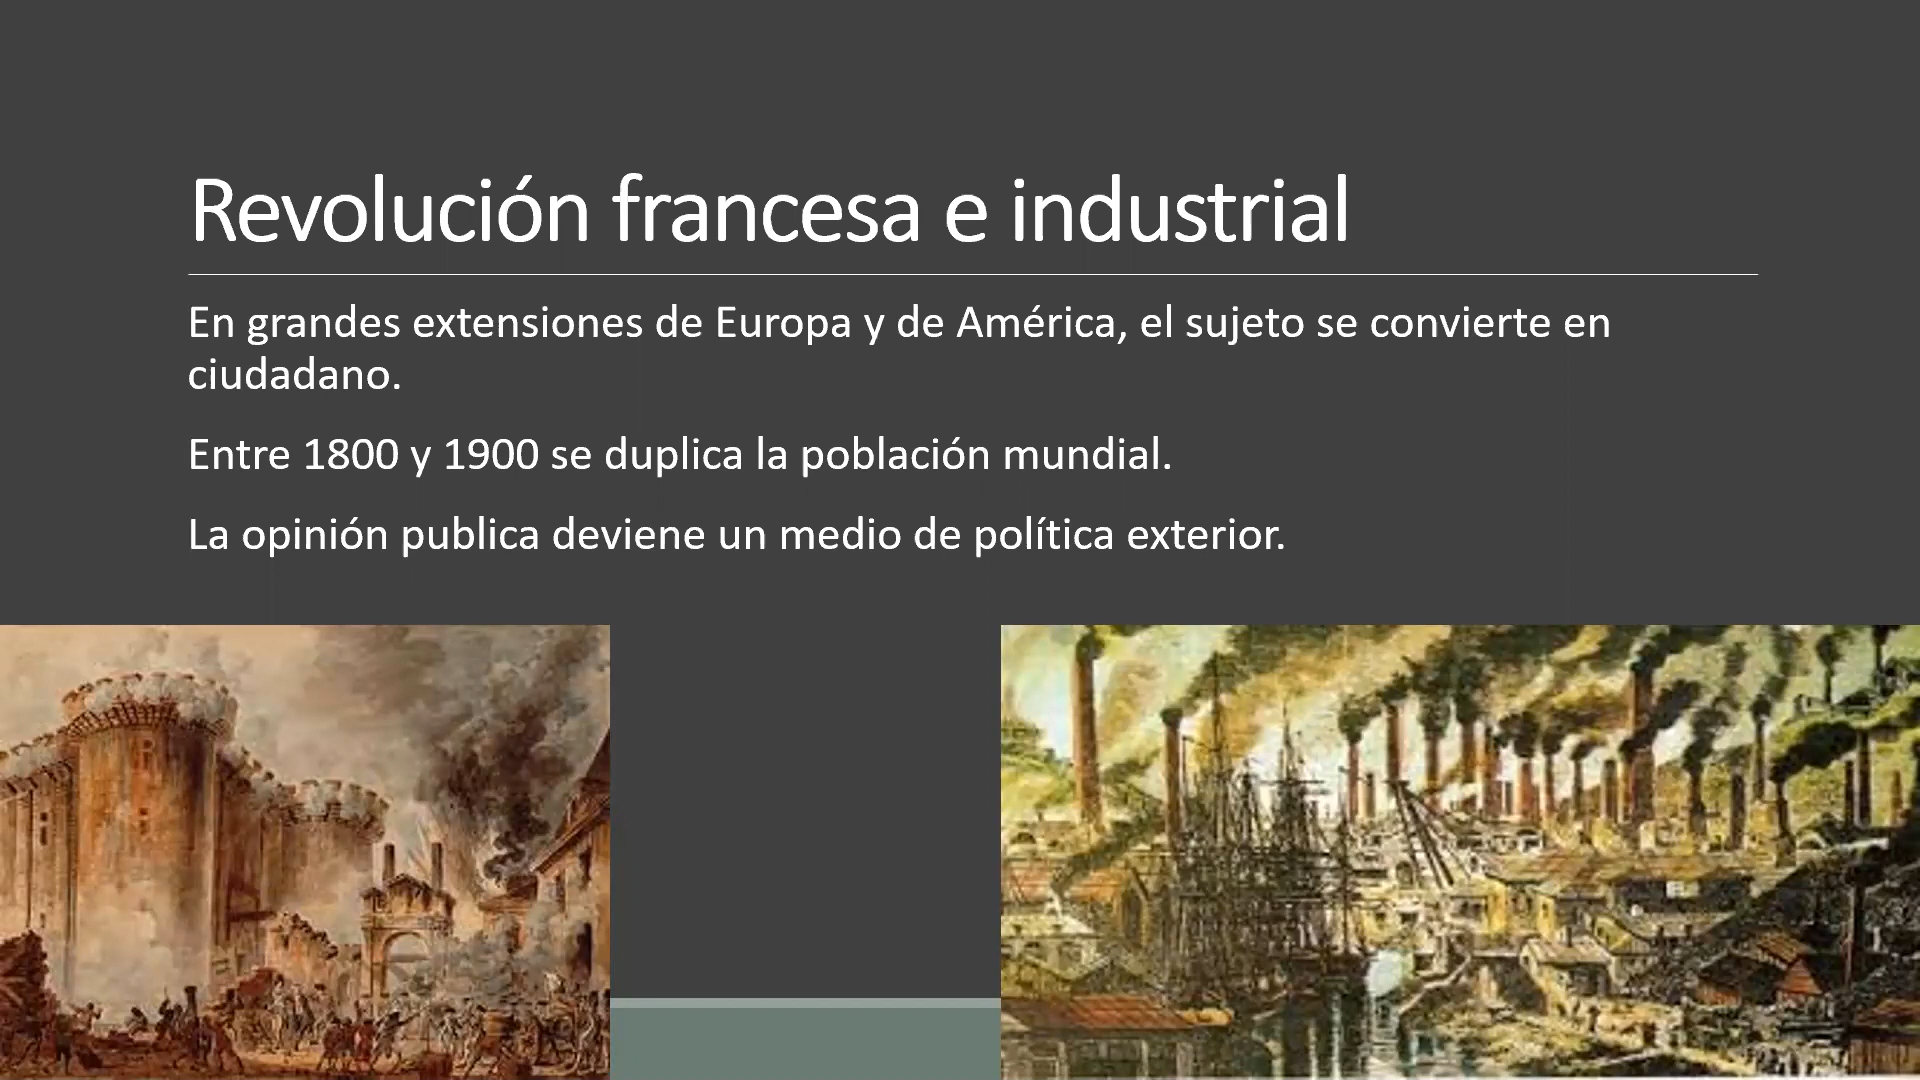 Revolución francesa e industrial
En grandes extensiones de Europa y de América, el sujeto se convierte en
ciudadano.
Entre 1800 y 1900 se duplica la población mundial.
La opinión publica deviene un medio de política exterior.